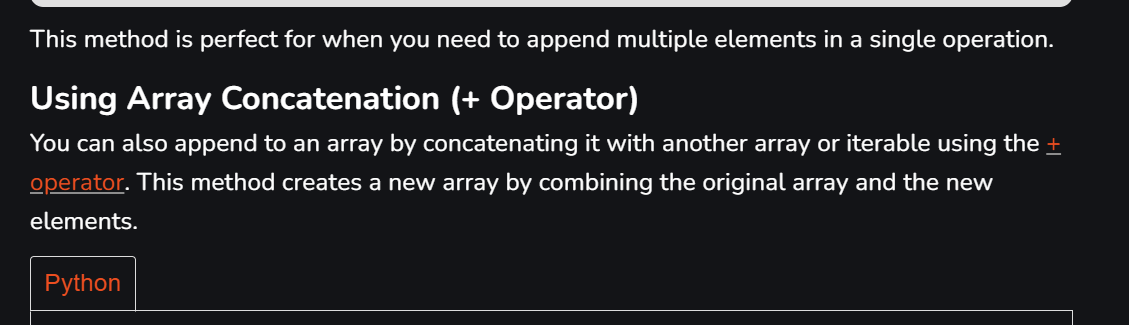 This method is perfect for when you need to append multiple elements in a single operation.
Using Array Concatenation (+ Operator)
You can also append to an array by concatenating it with another array or iterable using the +
operator. This method creates a new array by combining the original array and the new
elements.
Python